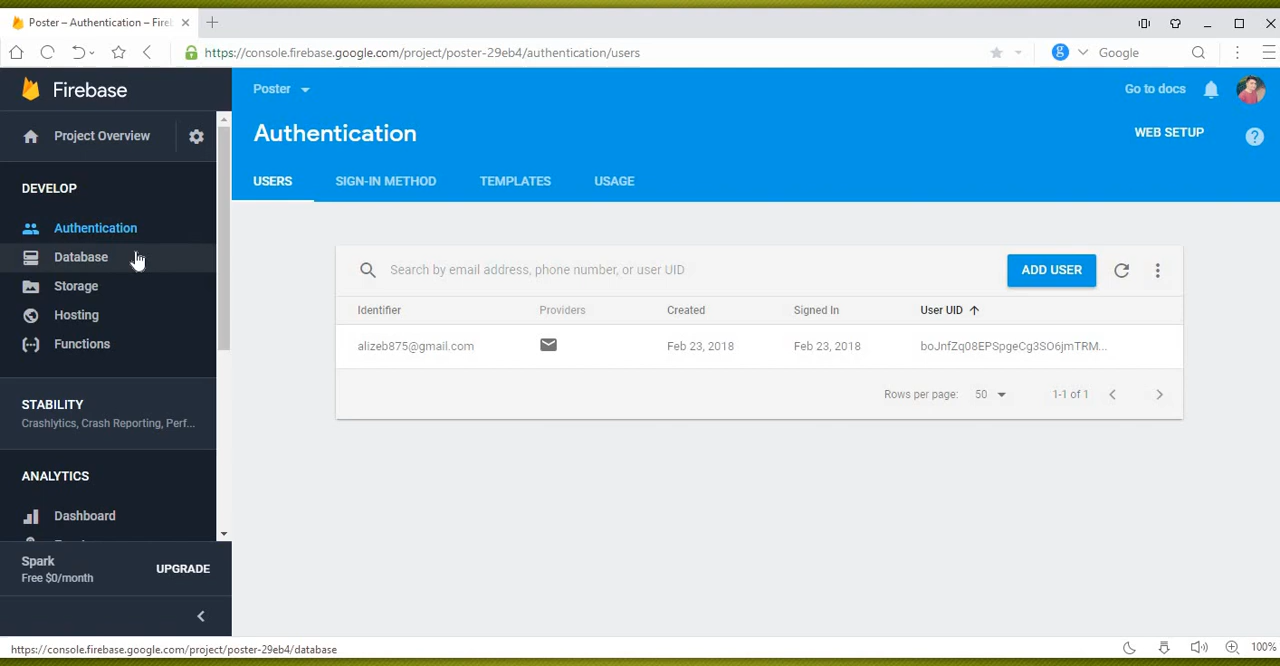 Poster – Authentication – Fire
https://console.firebase.google.com/project/poster-29eb4/authentication/users
Google
Firebase
Poster
Go to docs
Project Overview
Authentication
WEB SETUP
USERS
SIGN-IN METHOD
TEMPLATES
USAGE
DEVELOP
Authentication
Database
Storage
Hosting
Functions
STABILITY
Crashlytics, Crash Reporting, Perf...
ANALYTICS
Dashboard
Spark
Free $0/month
UPGRADE
Search by email address, phone number, or user UID
ADD USER
Identifier Providers Created Signed In User UID
alizeb875@gmail.com Feb 23, 2018 Feb 23, 2018 boJnfZq08EPSpgeCg3SO6jmTRM...
Rows per page: 50 1-1 of 1
https://console.firebase.google.com/project/poster-29eb4/database
100%